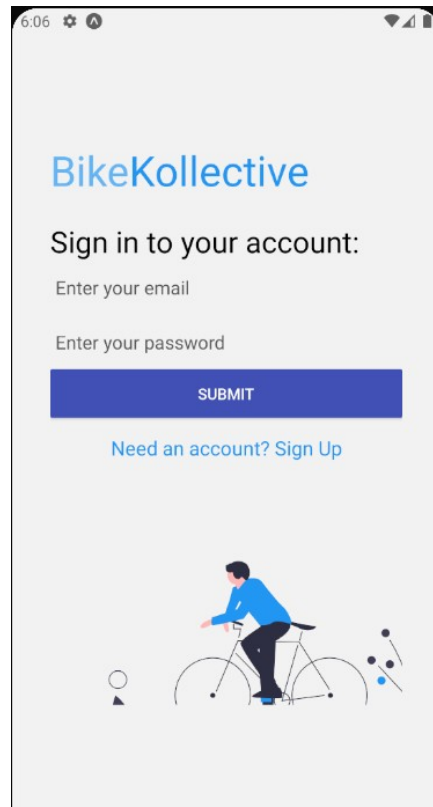 6:06
BikeKollective
Sign in to your account:
Enter your email
Enter your password
SUBMIT
Need an account? Sign Up